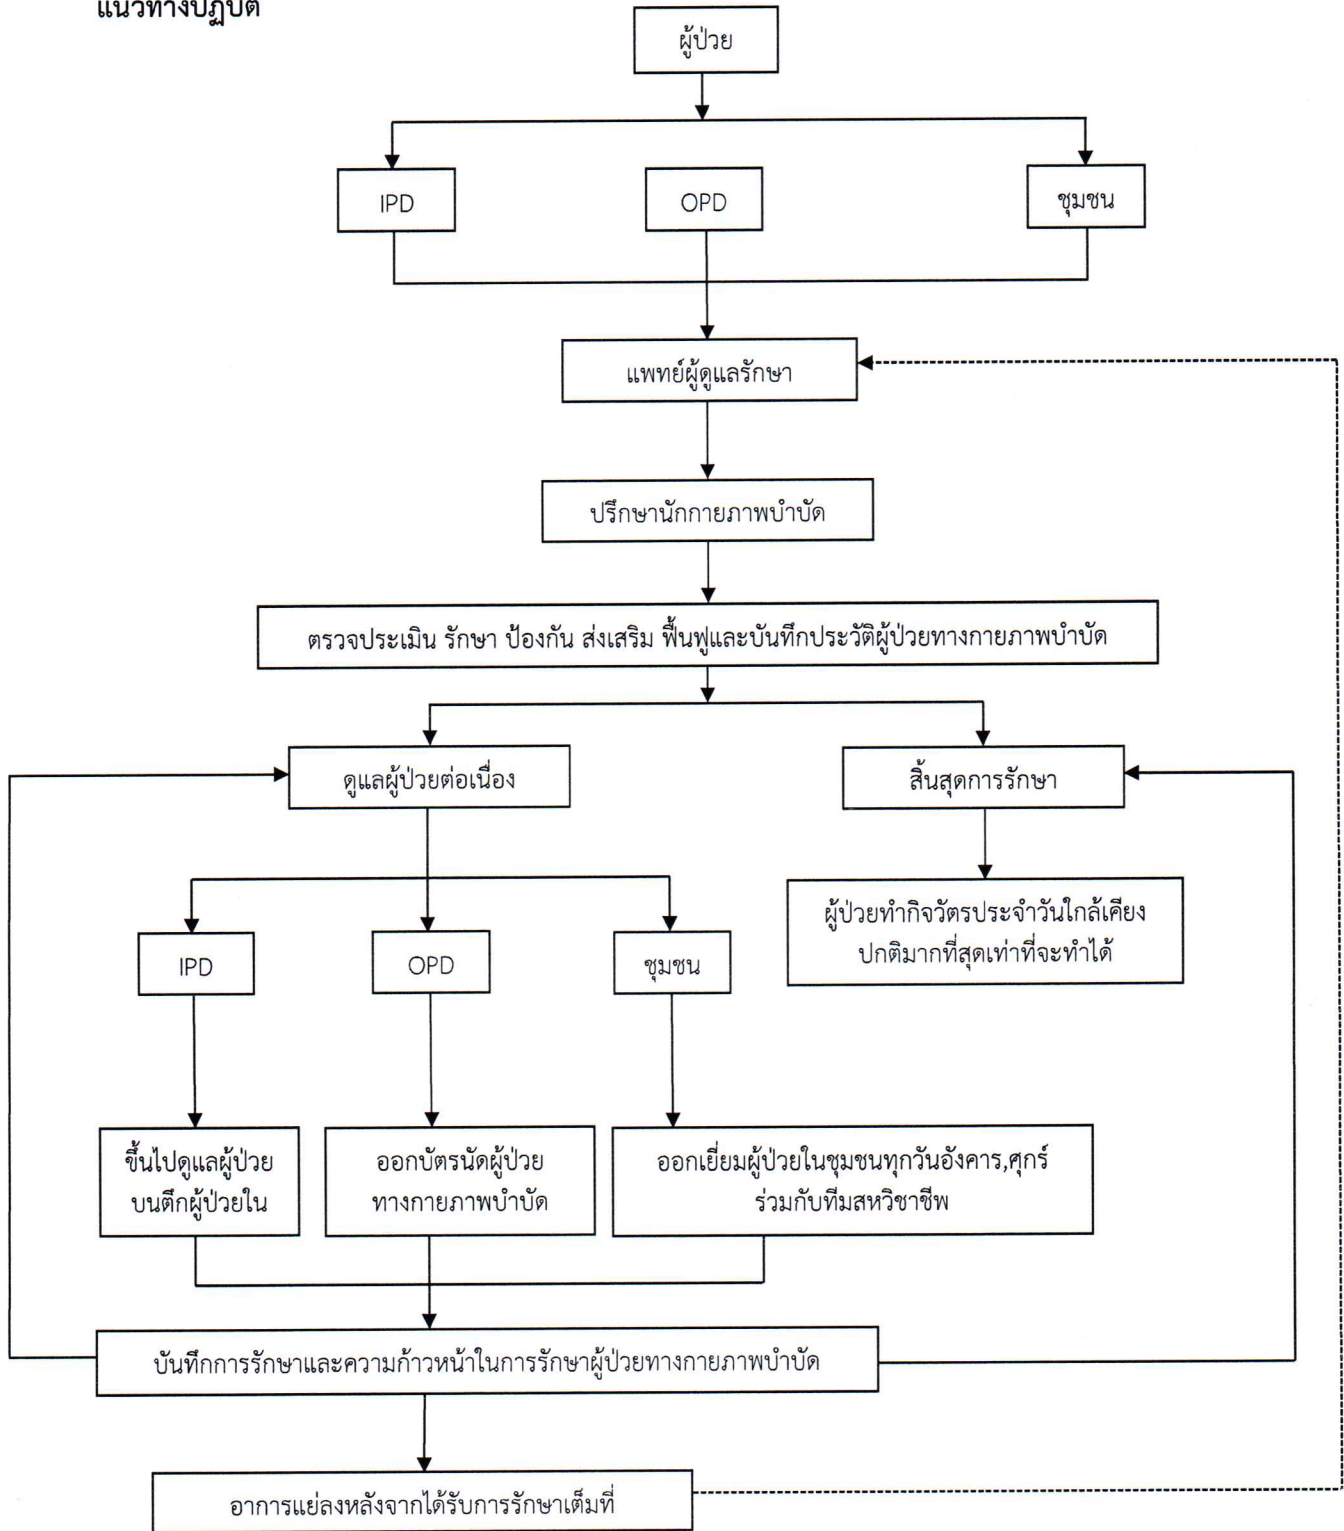 แนวทางปฏิบัติ
ผู้ป่วย
IPD
OPD
ชุมชน
แพทย์ผู้ดูแลรักษา
ปรึกษานักกายภาพบำบัด
ตรวจประเมิน รักษา ป้องกัน ส่งเสริม ฟื้นฟูและบันทึกประวัติผู้ป่วยทางกายภาพบำบัด
ดูแลผู้ป่วยต่อเนื่อง
สิ้นสุดการรักษา
ผู้ป่วยทำกิจวัตรประจำวันใกล้เคียง
ปกติมากที่สุดเท่าที่จะทำได้
IPD
OPD
ชุมชน
ขึ้นไปดูแลผู้ป่วย
บนตึกผู้ป่วยใน
ออกบัตรนัดผู้ป่วย
ทางกายภาพบำบัด
ออกเยี่ยมผู้ป่วยในชุมชนทุกวันอังคาร,ศุกร์
ร่วมกับทีมสหวิชาชีพ
บันทึกการรักษาและความก้าวหน้าในการรักษาผู้ป่วยทางกายภาพบำบัด
อาการแย่ลงหลังจากได้รับการรักษาเต็มที่